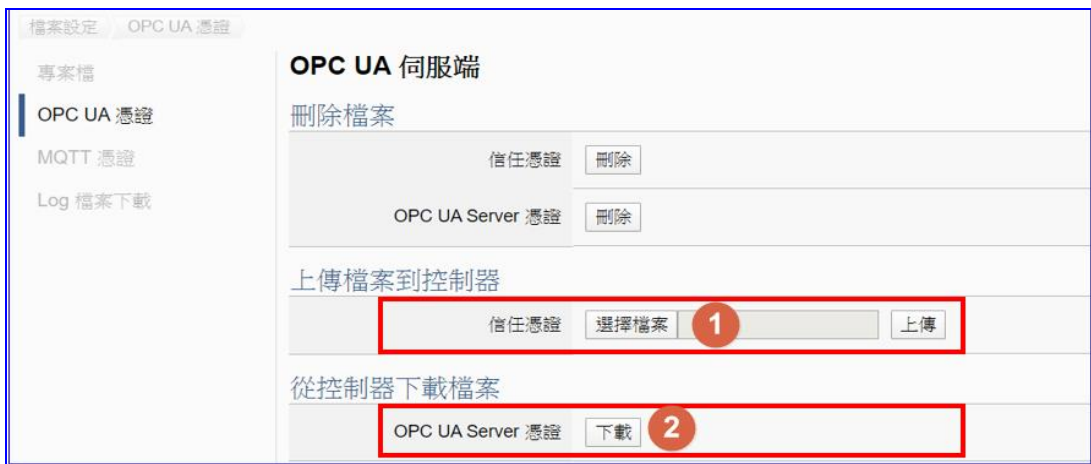 檔案設定 OPC UA 憑證
專案檔
OPC UA 憑證
MQTT 憑證
Log 檔案下載
OPC UA 伺服端
刪除檔案
信任憑證 刪除
OPC UA Server 憑證 刪除
上傳檔案到控制器
信任憑證 選擇檔案 1 上傳
從控制器下載檔案
OPC UA Server 憑證 下載 2